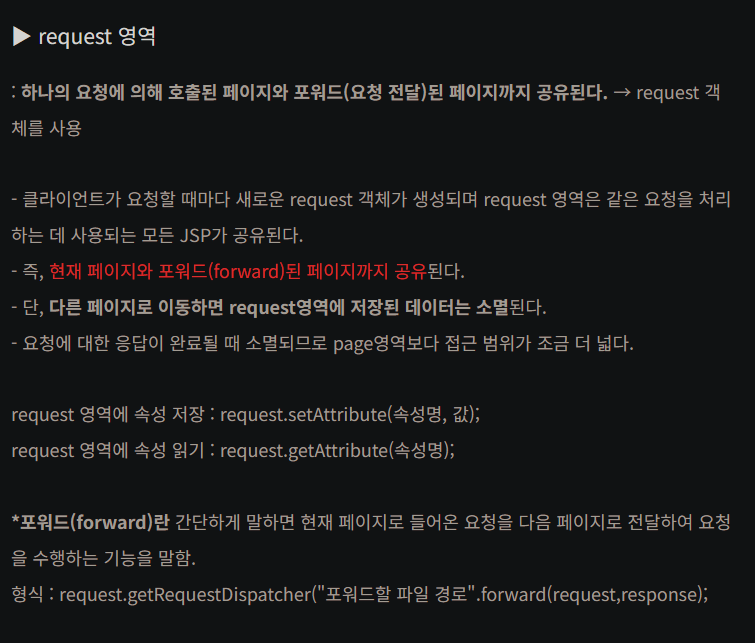 ▶ request 영역
: 하나의 요청에 의해 호출된 페이지와 포워드(요청 전달)된 페이지까지 공유된다. → request 객
체를 사용
- 클라이언트가 요청할 때마다 새로운 request 객체가 생성되며 request 영역은 같은 요청을 처리
하는 데 사용되는 모든 JSP가 공유된다.
- 즉, 현재 페이지와 포워드(forward)된 페이지까지 공유된다.
- 단, 다른 페이지로 이동하면 request영역에 저장된 데이터는 소멸된다.
- 요청에 대한 응답이 완료될 때 소멸되므로 page영역보다 접근 범위가 조금 더 넓다.
request 영역에 속성 저장 : request.setAttribute(속성명, 값);
request 영역에 속성 읽기 : request.getAttribute(속성명);
*포워드(forward)란 간단하게 말하면 현재 페이지로 들어온 요청을 다음 페이지로 전달하여 요청
을 수행하는 기능을 말함.
형식 : request.getRequestDispatcher("포워드할 파일 경로".forward(request,response);